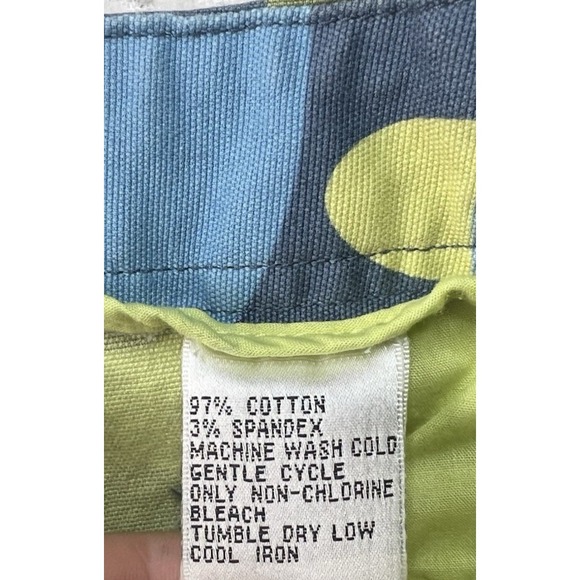 97% COTTON
3% SPANDEX
MACHINE WASH COLD
GENTLE CYCLE
ONLY NON-CHLORINE
BLEACH
TUMBLE DRY LOW
COOL IRON